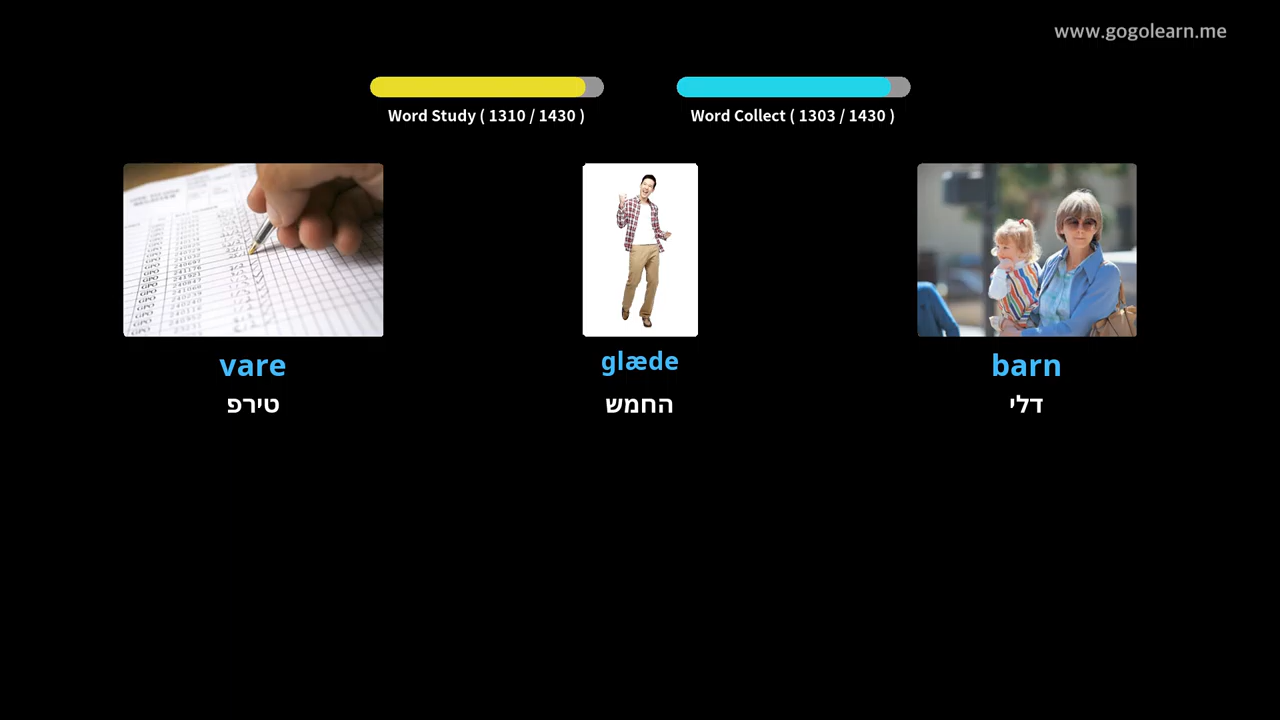 www.gogolearn.me
Word Study ( 1310 / 1430 )
Word Collect ( 1303 / 1430 )
vare
glæde
barn
טירפ
החמש
דלי